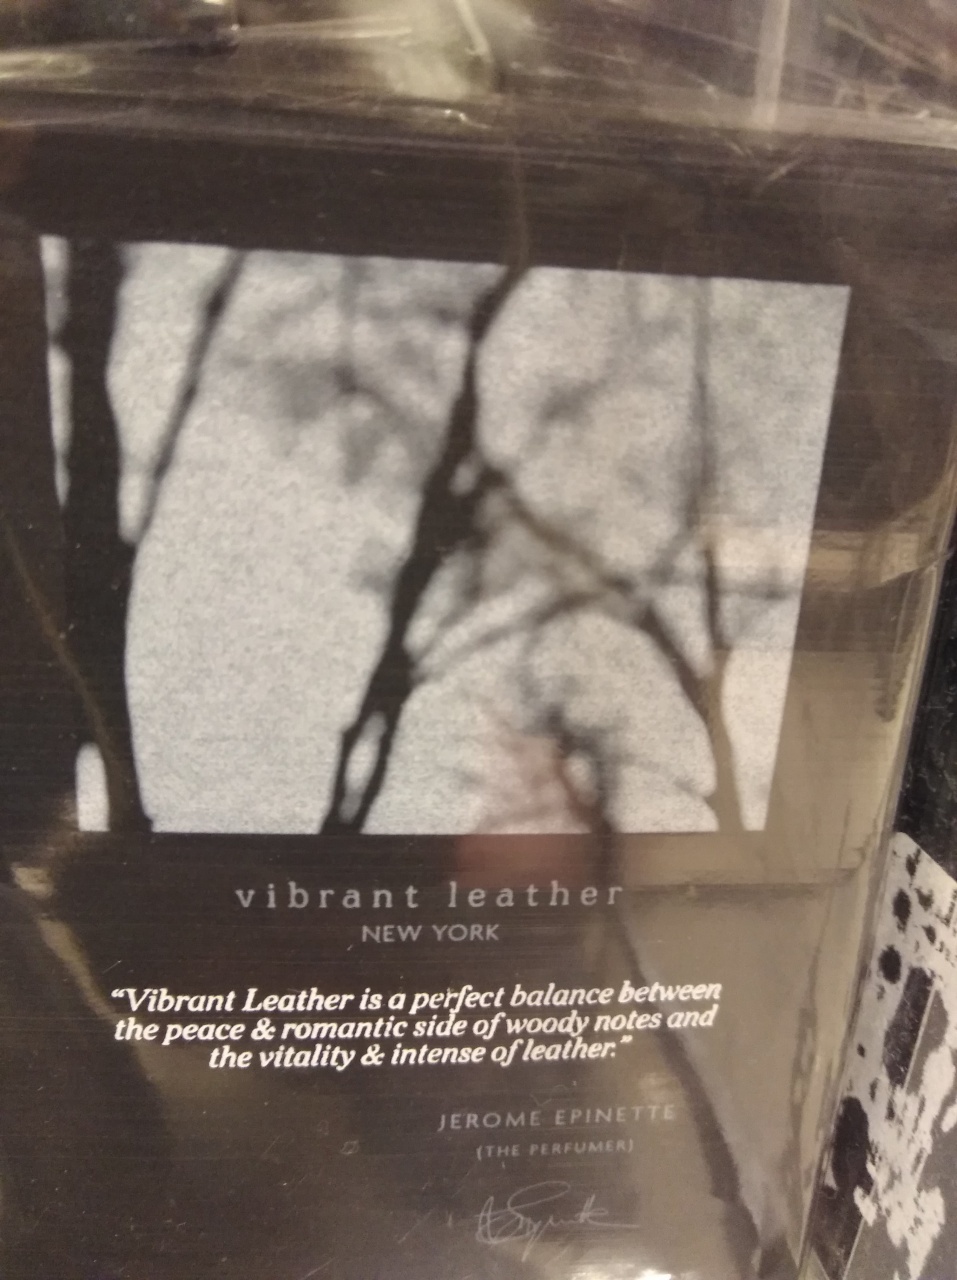 vibrant leather
NEW YORK
“Vibrant Leather is a perfect balance between
the peace & romantic side of woody notes and
the vitality & intense of leather.”
JEROME EPINETTE
(THE PERFUMER)